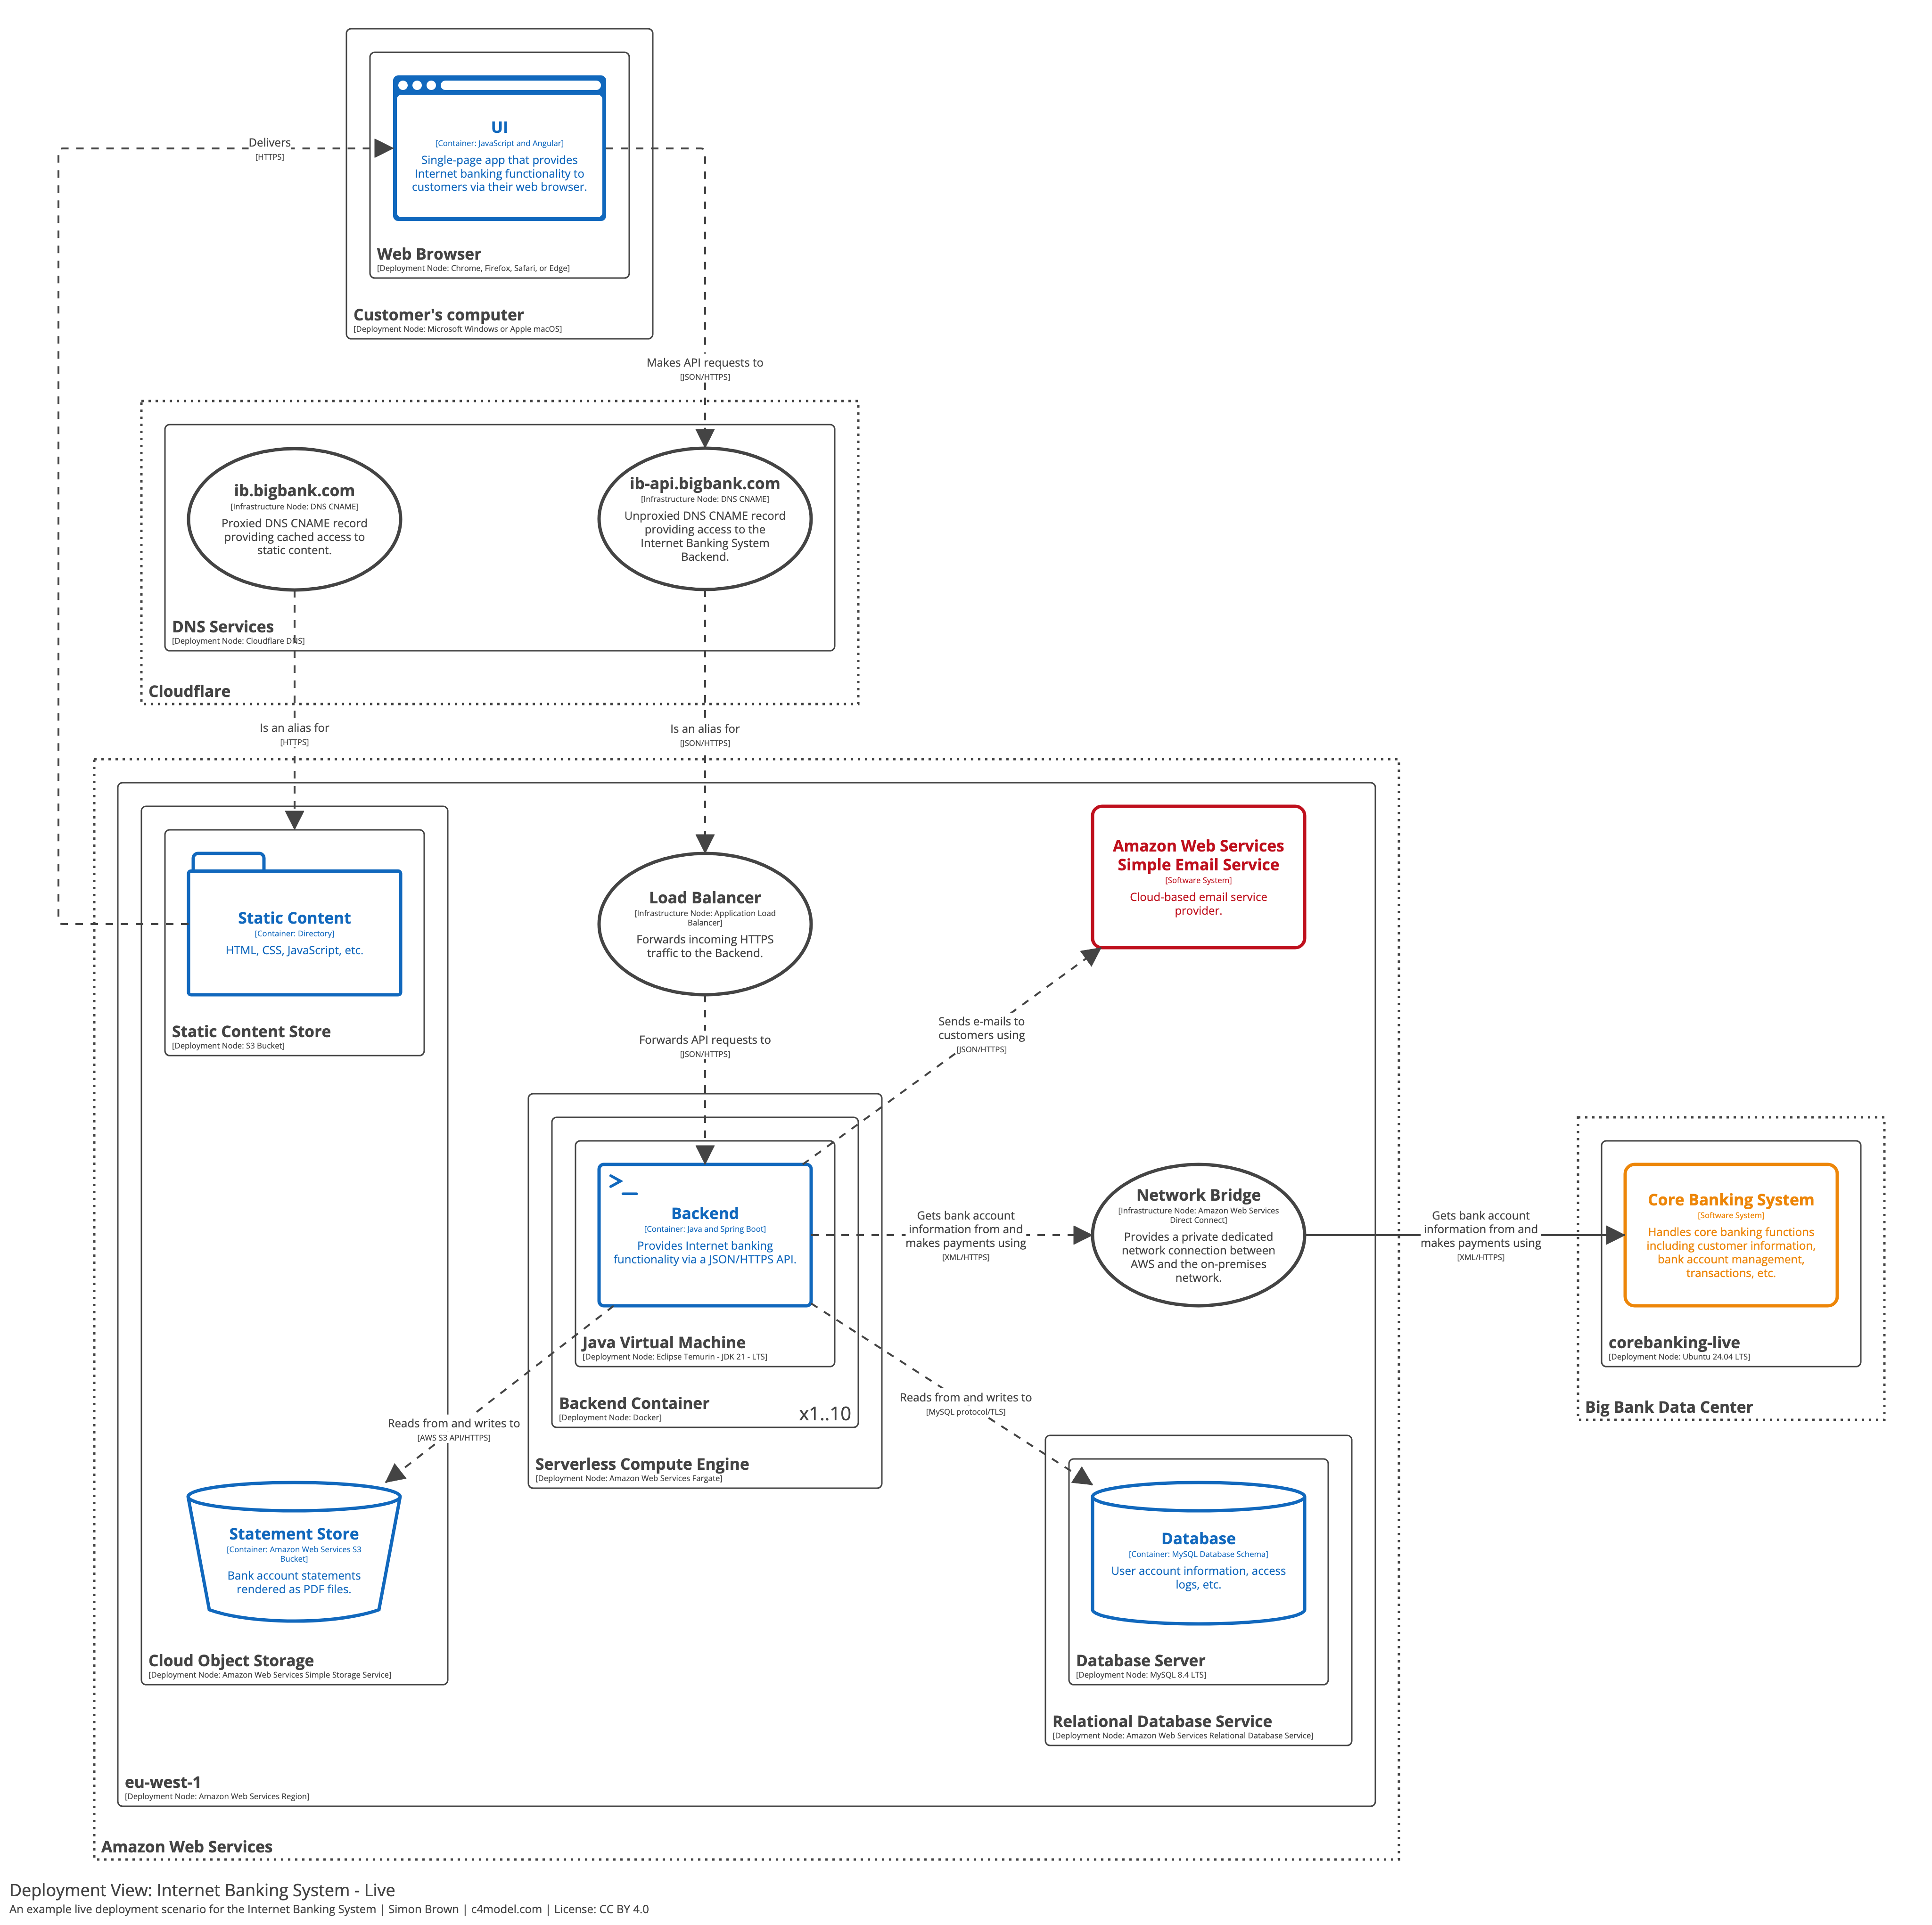 UI
[Container: JavaScript and Angular]
Single-page app that provides
Internet banking functionality to
customers via their web browser.
Web Browser
[Deployment Node: Chrome, Firefox, Safari, or Edge]
Customer's computer
[Deployment Node: Microsoft Windows or Apple macOS]
Delivers
[HTTPS]
Makes API requests to
[JSON/HTTPS]
ib.bigbank.com
[Infrastructure Node: DNS CNAME]
Proxied DNS CNAME record
providing cached access to
static content.
ib-api.bigbank.com
[Infrastructure Node: DNS CNAME]
Unproxied DNS CNAME record
providing access to the
Internet Banking System
Backend.
DNS Services
[Deployment Node: Cloudflare DNS]
Cloudflare
Is an alias for
[HTTPS]
Is an alias for
[JSON/HTTPS]
Static Content
[Container: Directory]
HTML, CSS, JavaScript, etc.
Static Content Store
[Deployment Node: S3 Bucket]
Load Balancer
[Infrastructure Node: Application Load
Balancer]
Forwards incoming HTTPS
traffic to the Backend.
Amazon Web Services
Simple Email Service
[Software System]
Cloud-based email service
provider.
Forwards API requests to
[JSON/HTTPS]
Sends e-mails to
customers using
[JSON/HTTPS]
>_
Backend
[Container: Java and Spring Boot]
Provides Internet banking
functionality via a JSON/HTTPS API.
Java Virtual Machine
[Deployment Node: Eclipse Temurin - JDK 21 - LTS]
Backend Container
[Deployment Node: Docker]
x1..10
Serverless Compute Engine
[Deployment Node: Amazon Web Services Fargate]
Gets bank account
information from and
makes payments using
[XML/HTTPS]
Network Bridge
[Infrastructure Node: Amazon Web Services
Direct Connect]
Provides a private dedicated
network connection between
AWS and the on-premises
network.
Gets bank account
information from and
makes payments using
[XML/HTTPS]
Core Banking System
[Software System]
Handles core banking functions
including customer information,
bank account management,
transactions, etc.
corebanking-live
[Deployment Node: Ubuntu 24.04 LTS]
Big Bank Data Center
Reads from and writes to
[AWS S3 API/HTTPS]
Reads from and writes to
[MySQL protocol/TLS]
Statement Store
[Container: Amazon Web Services S3
Bucket]
Bank account statements
rendered as PDF files.
Cloud Object Storage
[Deployment Node: Amazon Web Services Simple Storage Service]
Database
[Container: MySQL Database Schema]
User account information, access
logs, etc.
Database Server
[Deployment Node: MySQL 8.4 LTS]
Relational Database Service
[Deployment Node: Amazon Web Services Relational Database Service]
eu-west-1
[Deployment Node: Amazon Web Services Region]
Amazon Web Services
Deployment View: Internet Banking System - Live
An example live deployment scenario for the Internet Banking System | Simon Brown | c4model.com | License: CC BY 4.0